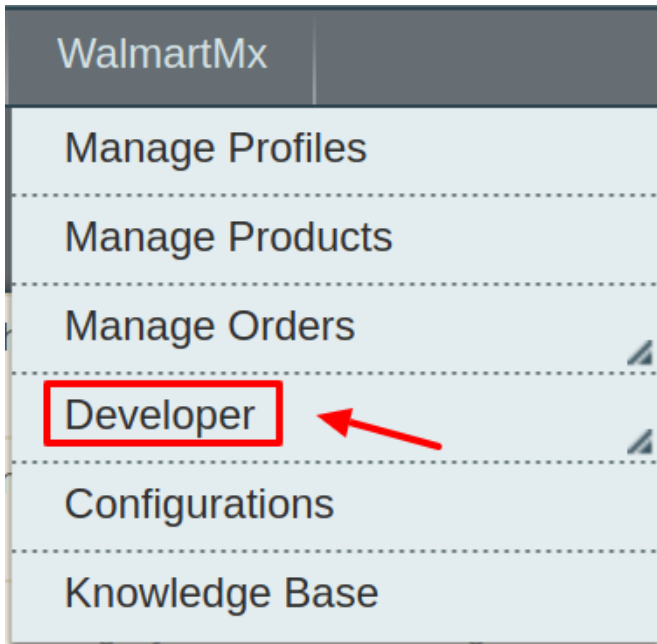 WalmartMx
Manage Profiles
Manage Products
Manage Orders
Developer
Configurations
Knowledge Base